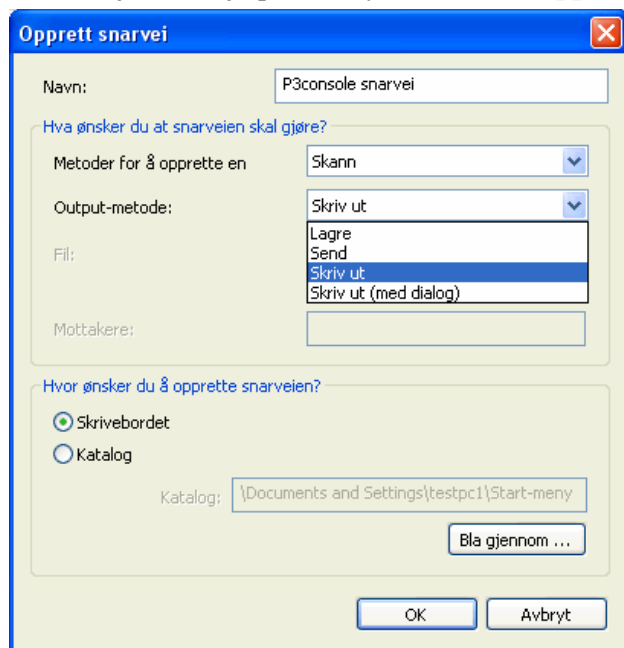 Opprett snarvei
Navn: P3console snarvei
Hva ønsker du at snarveien skal gjøre?
Metoder for å opprette en Skann
Output-metode: Skriv ut
Lagre
Send
Skriv ut
Skriv ut (med dialog)
Fil:
Mottakere:
Hvor ønsker du å opprette snarveien?
Skrivebordet
Katalog
Katalog: \Documents and Settings\testpc1\Start-meny
Bla gjennom ...
OK Avbryt